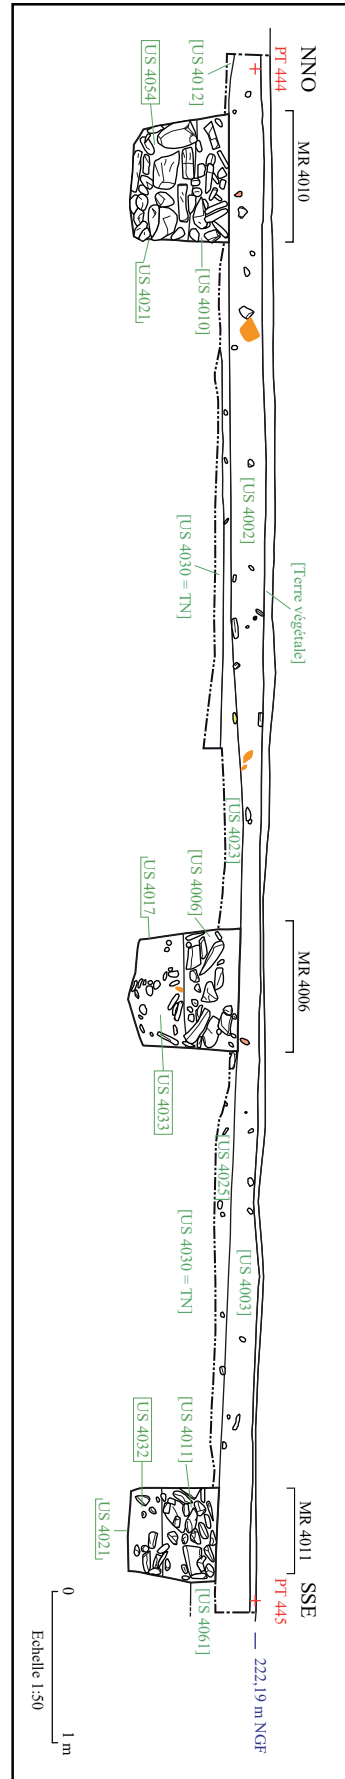 NNO
PT 444
MR 4010
[US 4012]
US 4054
[US 4010]
US 4021
[US 4002]
[US 4030 = TN]
[Terre végétale]
[US 4023]
MR 4006
[US 4006]
US 4017
US 4033
[US 4025]
[US 4030 = TN]
[US 4003]
MR 4011
[US 4011]
US 4032
US 4021
[US 4061]
SSE
PT 445
222,19 m NGF
0 1 m
Echelle 1:50